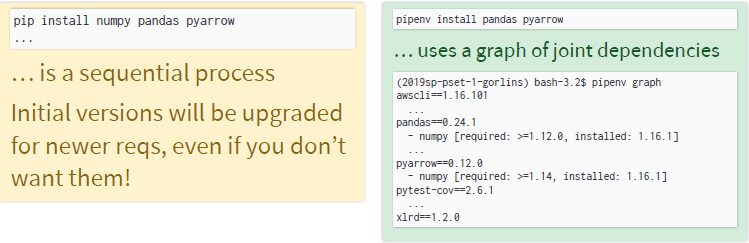 pip install numpy pandas pyarrow
...
... is a sequential process
Initial versions will be upgraded
for newer reqs, even if you don’t
want them!
pipenv install pandas pyarrow
... uses a graph of joint dependencies
(2019sp-pset-1-gorlins) bash-3.2$ pipenv graph
awscli==1.16.101
...
pandas==0.24.1
- numpy [required: >=1.12.0, installed: 1.16.1]
...
pyarrow==0.12.0
- numpy [required: >=1.14, installed: 1.16.1]
pytest-cov==2.6.1
...
xlrd==1.2.0